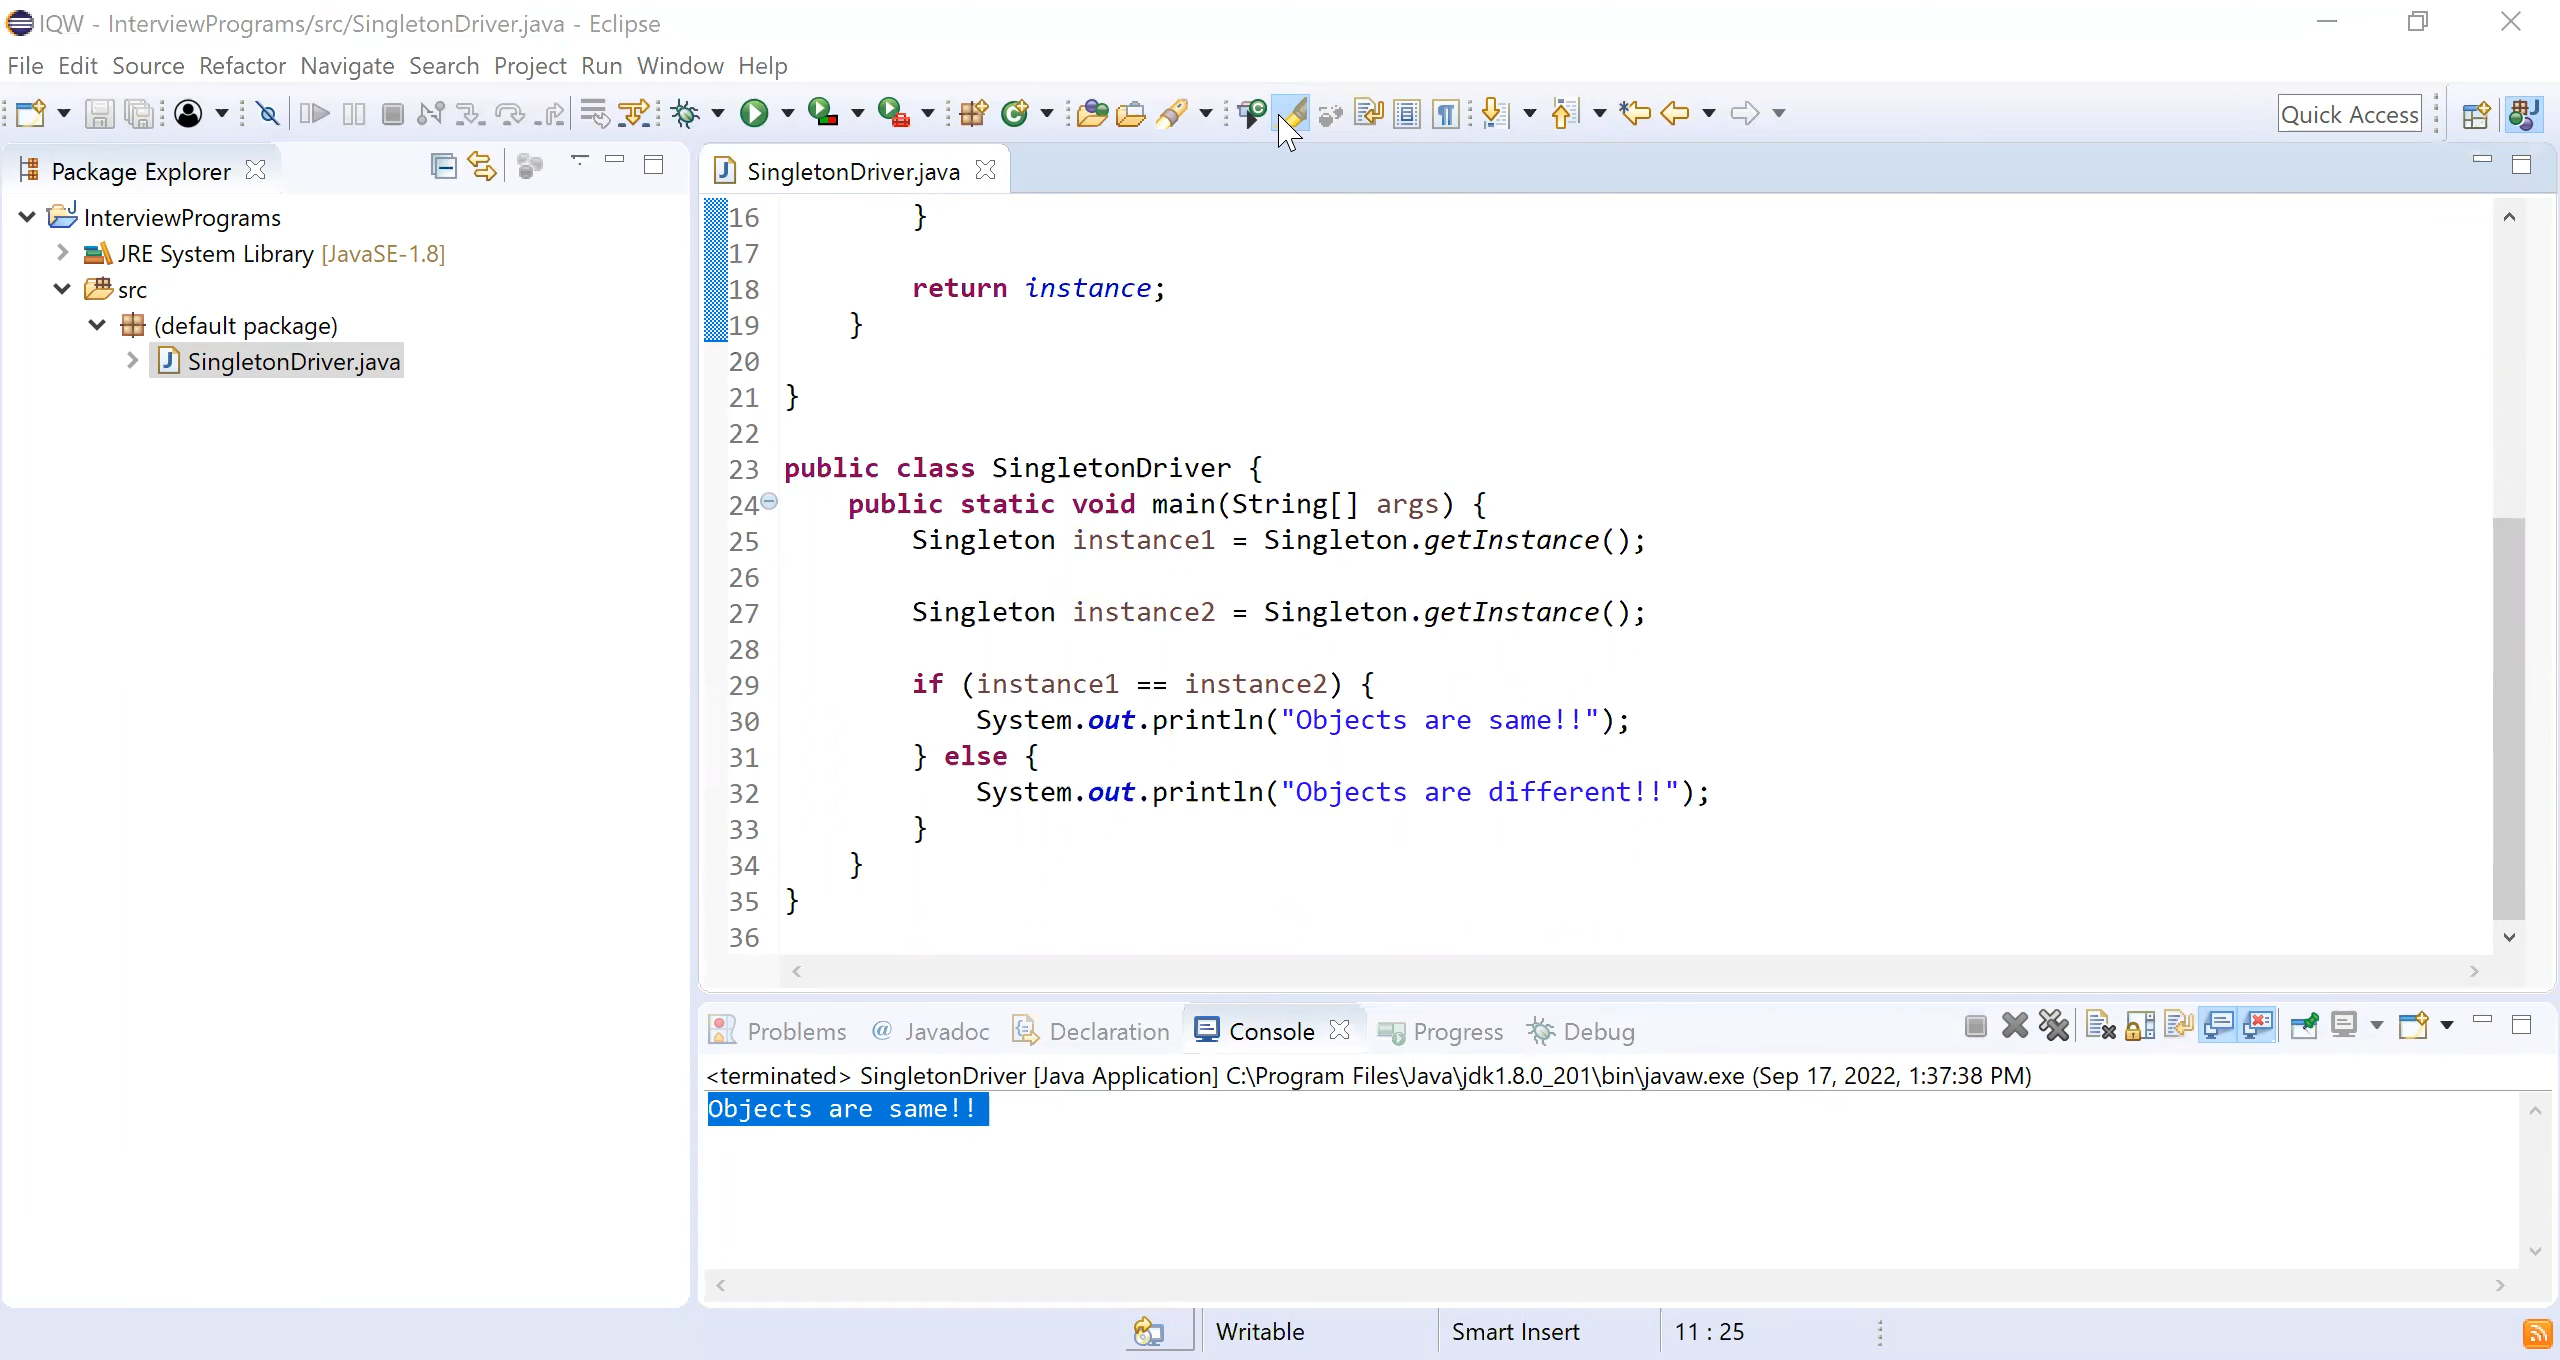 IQW - InterviewPrograms/src/SingletonDriver.java - Eclipse
File Edit Source Refactor Navigate Search Project Run Window Help
Quick Access
Package Explorer
InterviewPrograms
JRE System Library [JavaSE-1.8]
src
(default package)
SingletonDriver.java
SingletonDriver.java
16 }
17
18 return instance;
19 }
20
21 }
22
23 public class SingletonDriver {
24 public static void main(String[] args) {
25 Singleton instance1 = Singleton.getInstance();
26
27 Singleton instance2 = Singleton.getInstance();
28
29 if (instance1 == instance2) {
30 System.out.println("Objects are same!!");
31 } else {
32 System.out.println("Objects are different!!");
33 }
34 }
35 }
36
Problems @ Javadoc Declaration Console Progress Debug
<terminated> SingletonDriver [Java Application] C:\Program Files\Java\jdk1.8.0_201\bin\javaw.exe (Sep 17, 2022, 1:37:38 PM)
Objects are same!!
Writable Smart Insert 11 : 25